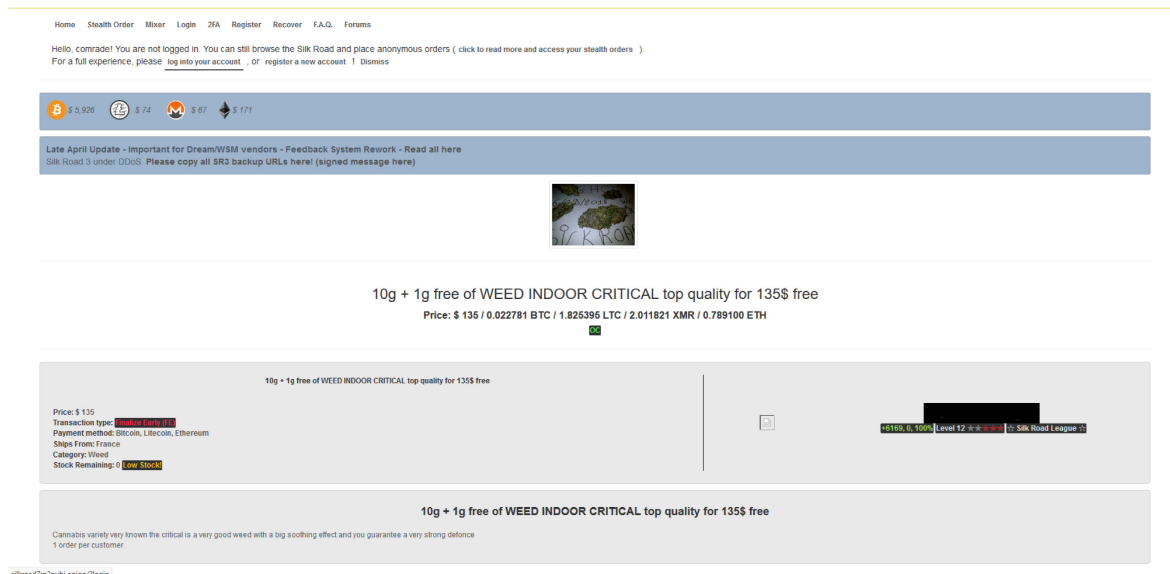 Home Stealth Order Mixer Login 2FA Register Recover F.A.Q. Forums
Hello, comrade! You are not logged in. You can still browse the Silk Road and place anonymous orders ( click to read more and access your stealth orders ).
For a full experience, please log into your account , or register a new account ! Dismiss
$ 5,926 $ 74 $ 67 $ 171
Late April Update - Important for Dream/WSM vendors - Feedback System Rework - Read all here
Silk Road 3 under DDoS. Please copy all SR3 backup URLs here! (signed message here)
10g + 1g free of WEED INDOOR CRITICAL top quality for 135$ free
Price: $ 135 / 0.022781 BTC / 1.825395 LTC / 2.011821 XMR / 0.789100 ETH
OC
10g + 1g free of WEED INDOOR CRITICAL top quality for 135$ free
Price: $ 135
Transaction type: Finalize Early (FE)
Payment method: Bitcoin, Litecoin, Ethereum
Ships From: France
Category: Weed
Stock Remaining: 0 Low Stock!
+6169, 0, 100% Level 12 ★★★★★ ☆ Silk Road League ☆
10g + 1g free of WEED INDOOR CRITICAL top quality for 135$ free
Cannabis variety very known the critical is a very good weed with a big soothing effect and you guarantee a very strong defonce
1 order per customer